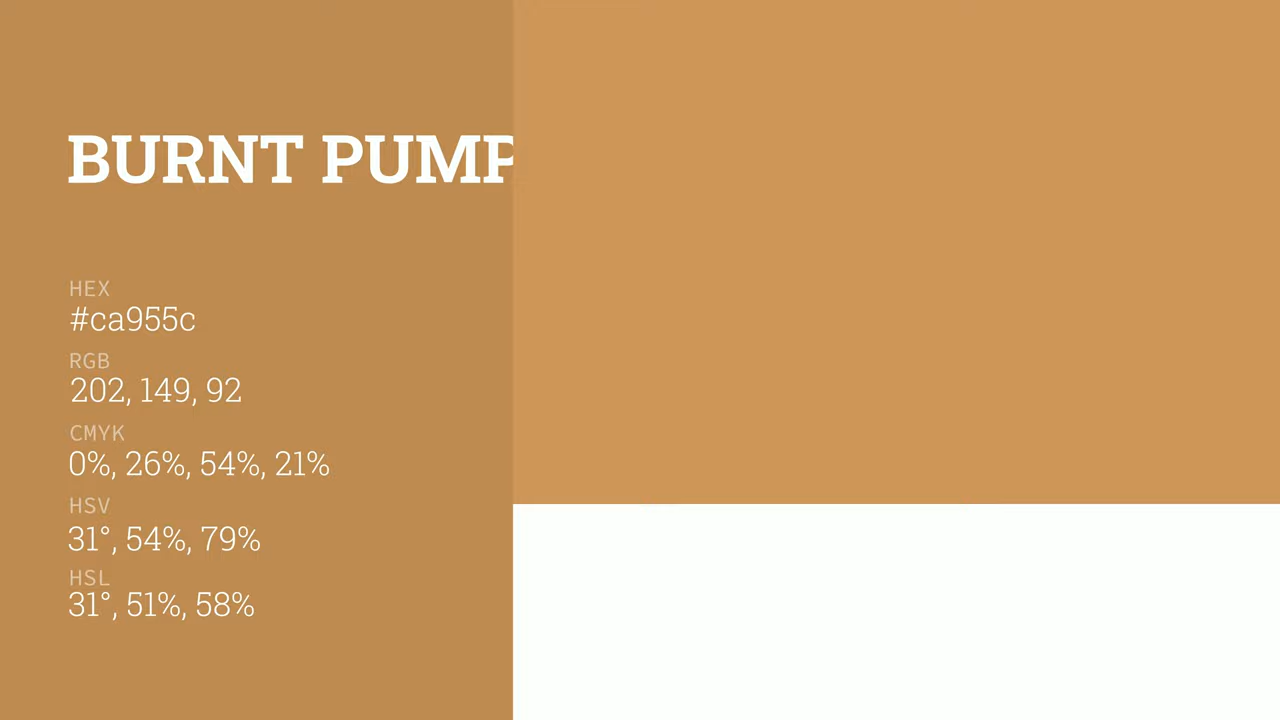 BURNT PUMP
HEX
#ca955c
RGB
202, 149, 92
CMYK
0%, 26%, 54%, 21%
HSV
31°, 54%, 79%
HSL
31°, 51%, 58%